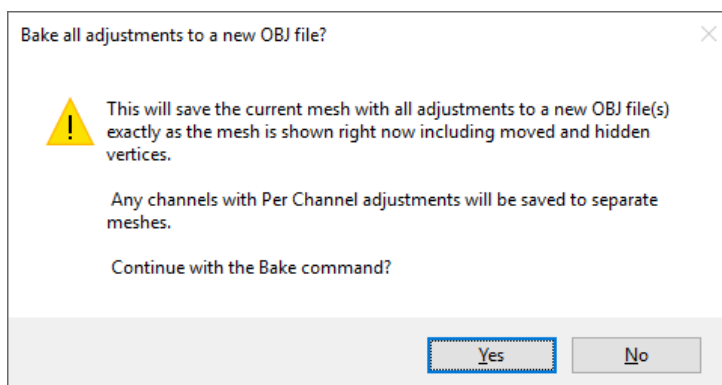 Bake all adjustments to a new OBJ file?
This will save the current mesh with all adjustments to a new OBJ file(s)
exactly as the mesh is shown right now including moved and hidden
vertices.
Any channels with Per Channel adjustments will be saved to separate
meshes.
Continue with the Bake command?
Yes
No